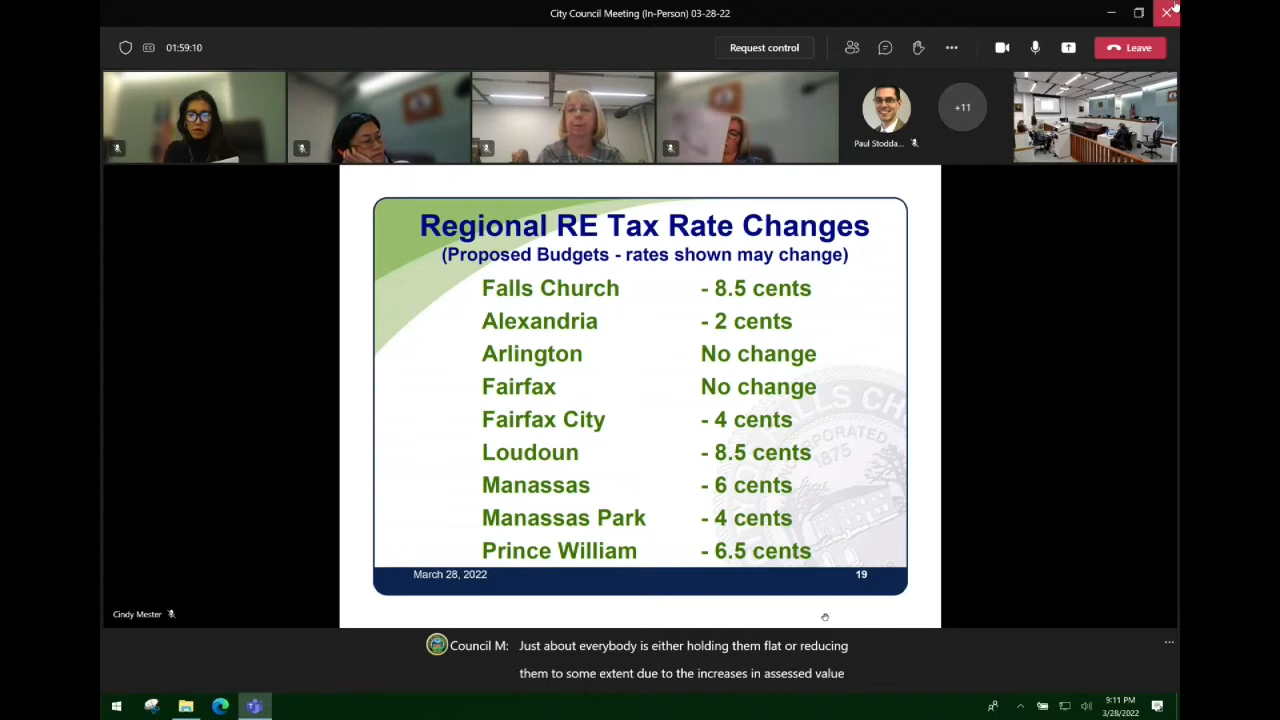 City Council Meeting (In-Person) 03-28-22
01:59:10
Request control
Leave
+11
Paul Stodda...
Regional RE Tax Rate Changes
(Proposed Budgets - rates shown may change)
Falls Church - 8.5 cents
Alexandria - 2 cents
Arlington No change
Fairfax No change
Fairfax City - 4 cents
Loudoun - 8.5 cents
Manassas - 6 cents
Manassas Park - 4 cents
Prince William - 6.5 cents
FALLS CH
INCORPORATED
1875
March 28, 2022 19
Cindy Mester
Council M: Just about everybody is either holding them flat or reducing
them to some extent due to the increases in assessed value
9:11 PM
3/28/2022